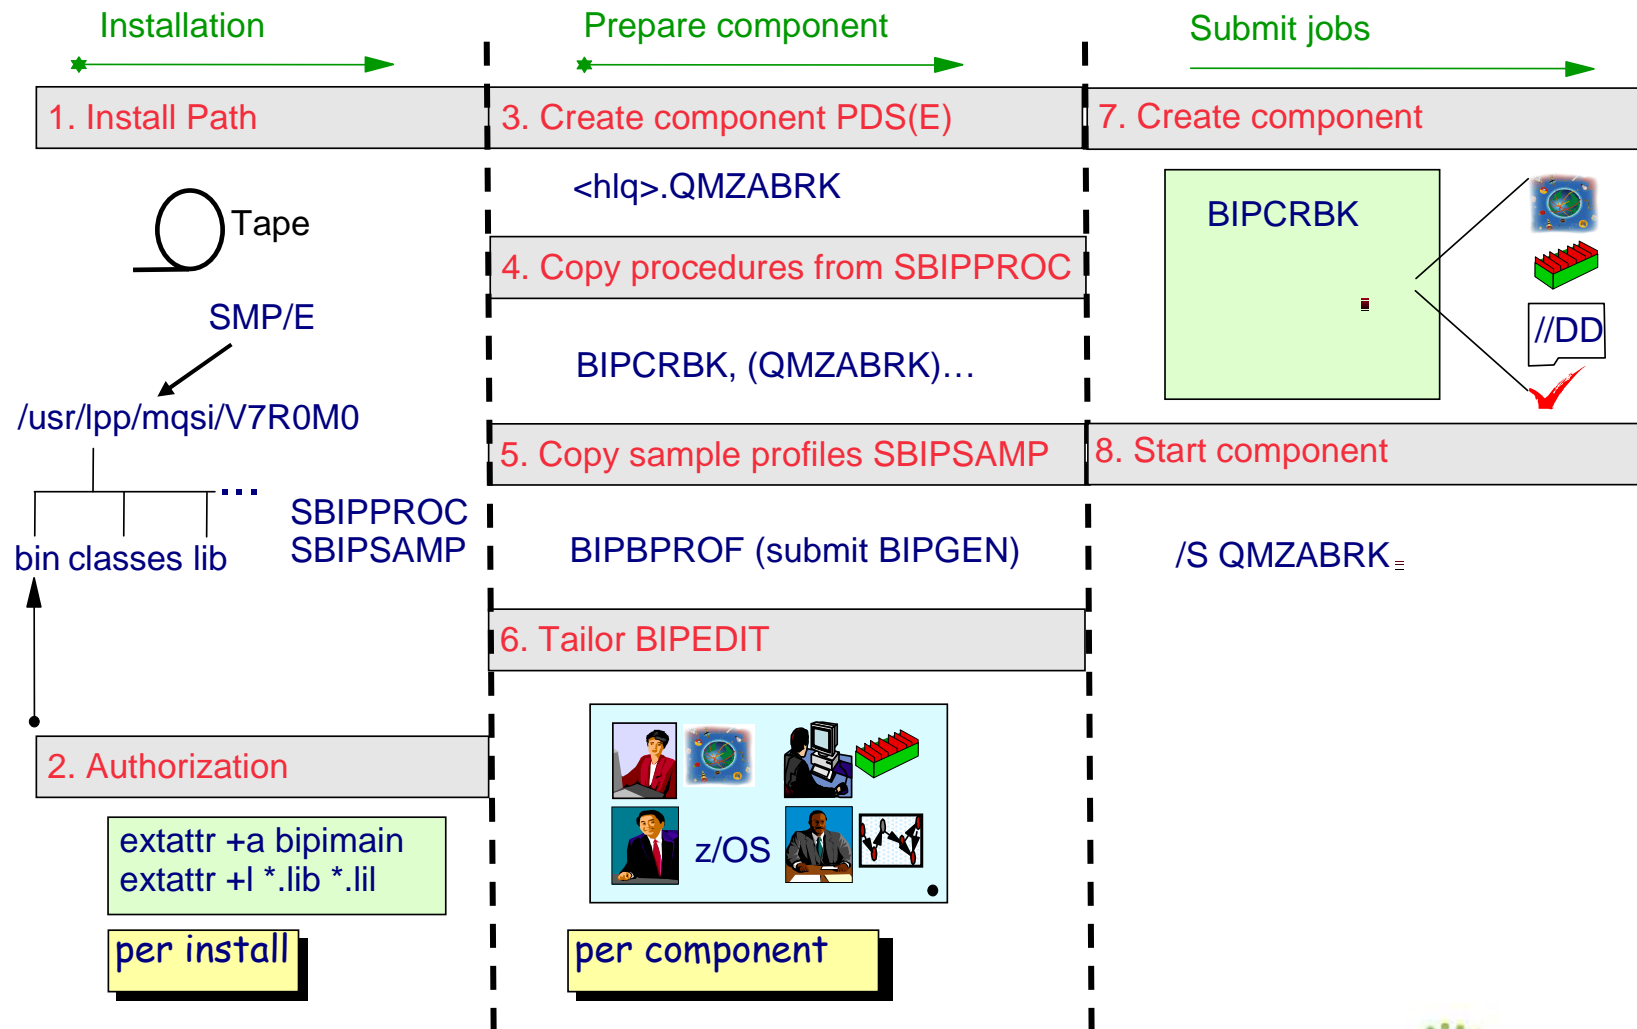 Installation
1. Install Path
Tape
SMP/E
/usr/lpp/mqsi/V7R0M0
...
bin classes lib
SBIPPROC
SBIPSAMP
2. Authorization
extattr +a bipimain
extattr +l *.lib *.lil
per install
Prepare component
3. Create component PDS(E)
<hlq>.QMZABRK
4. Copy procedures from SBIPPROC
BIPCRBK, (QMZABRK)…
5. Copy sample profiles SBIPSAMP
BIPBPROF (submit BIPGEN)
6. Tailor BIPEDIT
z/OS
per component
Submit jobs
7. Create component
BIPCRBK
//DD
8. Start component
/S QMZABRK